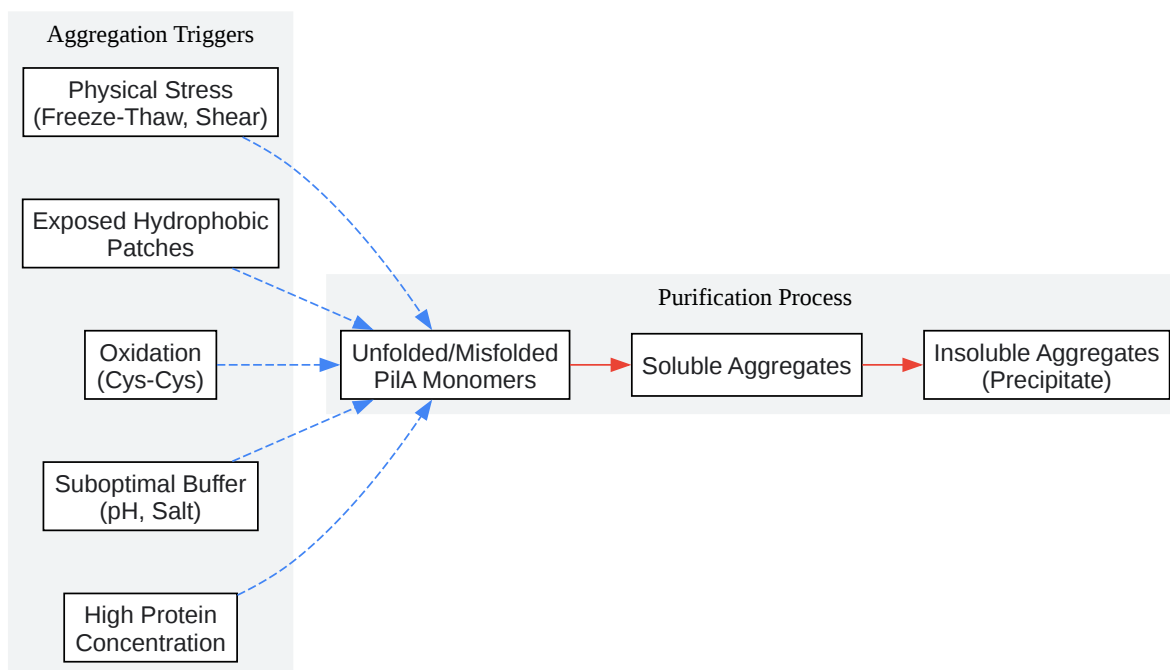 Aggregation Triggers
Physical Stress
(Freeze-Thaw, Shear)
Exposed Hydrophobic
Patches
Oxidation
(Cys-Cys)
Suboptimal Buffer
(pH, Salt)
High Protein
Concentration
Purification Process
Unfolded/Misfolded
PilA Monomers
Soluble Aggregates
Insoluble Aggregates
(Precipitate)